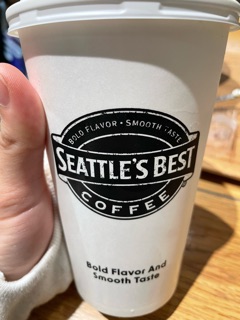 BOLD FLAVOR • SMOOTH TASTE
SEATTLE'S BEST
COFFEE
Bold Flavor And
Smooth Taste